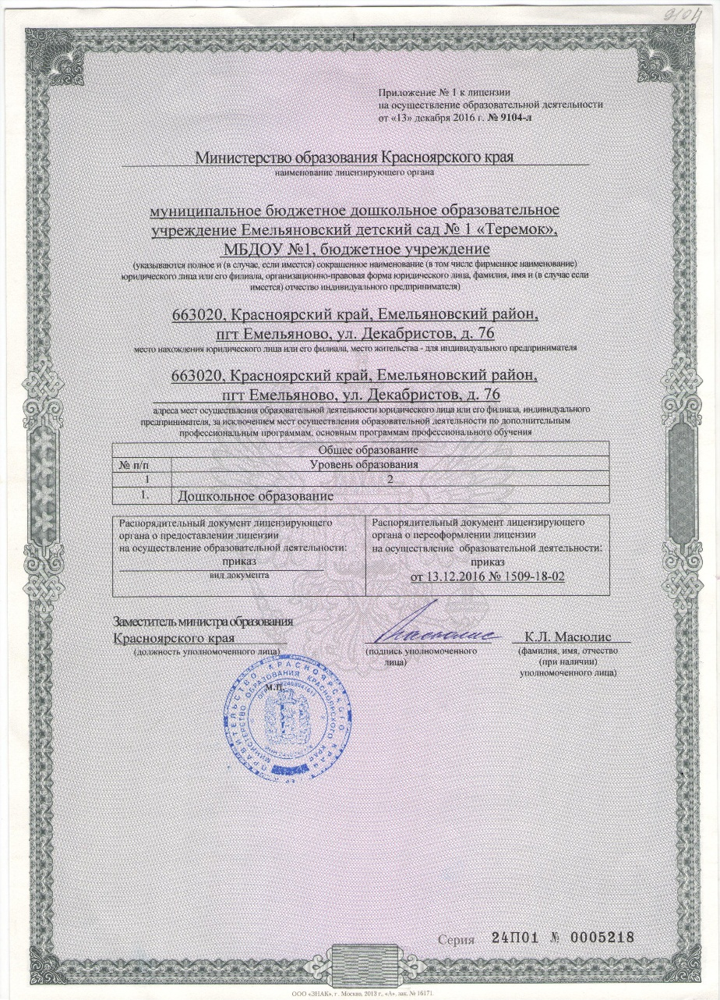 9104
Приложение № 1 к лицензии
на осуществление образовательной деятельности
от «13» декабря 2016 г. № 9104-л
Министерство образования Красноярского края
наименование лицензирующего органа
муниципальное бюджетное дошкольное образовательное
учреждение Емельяновский детский сад № 1 «Теремок»,
МБДОУ №1, бюджетное учреждение
(указываются полное и (в случае, если имеется) сокращенное наименование (в том числе фирменное наименование)
юридического лица или его филиала, организационно-правовая форма юридического лица, фамилия, имя и (в случае если
имеется) отчество индивидуального предпринимателя)
663020, Красноярский край, Емельяновский район,
пгт Емельяново, ул. Декабристов, д. 76
место нахождения юридического лица или его филиала, место жительства - для индивидуального предпринимателя
663020, Красноярский край, Емельяновский район,
пгт Емельяново, ул. Декабристов, д. 76
адреса мест осуществления образовательной деятельности юридического лица или его филиала, индивидуального
предпринимателя, за исключением мест осуществления образовательной деятельности по дополнительным
профессиональным программам, основным программам профессионального обучения
Общее образование
№ п/п Уровень образования
1 2
1. Дошкольное образование
Распорядительный документ лицензирующего
органа о предоставлении лицензии
на осуществление образовательной деятельности:
приказ
вид документа
Распорядительный документ лицензирующего
органа о переоформлении лицензии
на осуществление образовательной деятельности:
приказ
от 13.12.2016 № 1509-18-02
Заместитель министра образования
Красноярского края
(должность уполномоченного лица)
(подпись уполномоченного
лица)
К.Л. Масюлис
(фамилия, имя, отчество
(при наличии)
уполномоченного лица)
М.П.
ПРАВИТЕЛЬСТВО КРАСНОЯРСКОГО КРАЯ
МИНИСТЕРСТВО ОБРАЗОВАНИЯ КРАСНОЯРСКОГО КРАЯ
Серия 24П01 № 0005218
ООО «ЗНАК», г. Москва, 2013 г., «А», зак. № 16171.